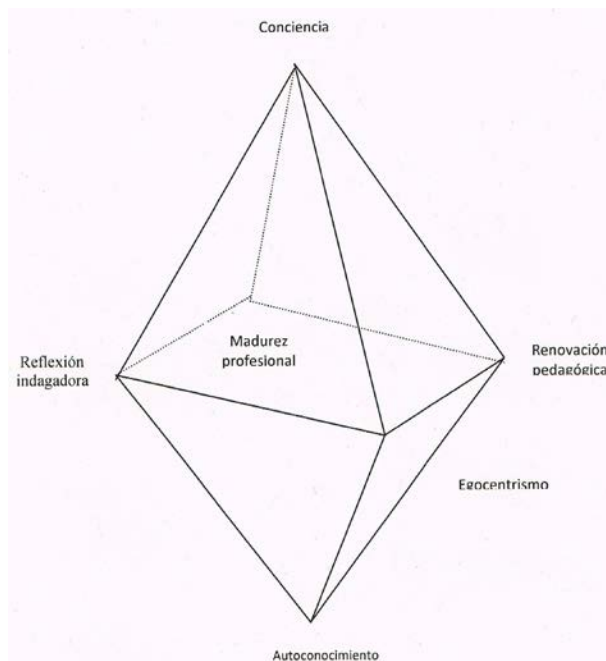 Conciencia
Madurez
profesional
Reflexión
indagadora
Renovación
pedagógica
Egocentrismo
Autoconocimiento